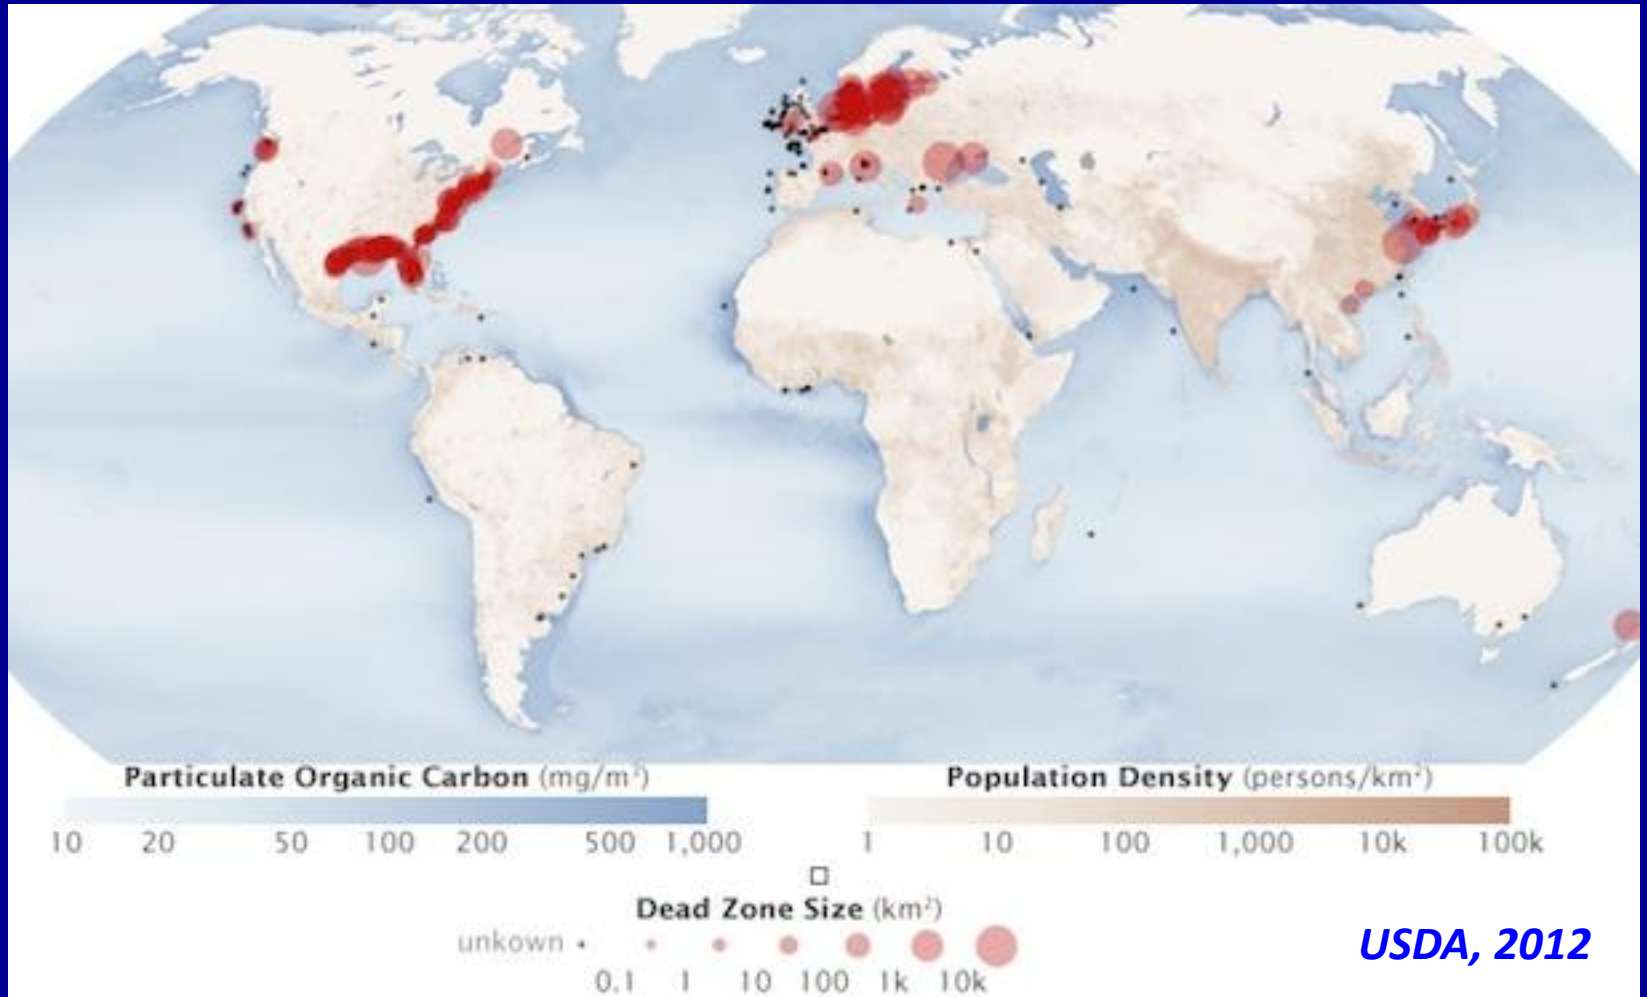 Particulate Organic Carbon (mg/m³)
10 20 50 100 200 500 1,000
Population Density (persons/km²)
1 10 100 1,000 10k 100k
Dead Zone Size (km²)
unkown
0.1 1 10 100 1k 10k
USDA, 2012